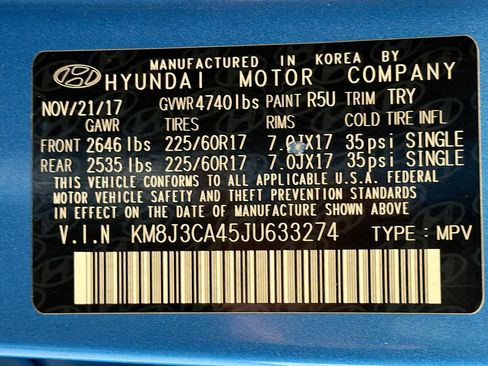 MANUFACTURED IN KOREA BY
HYUNDAI MOTOR COMPANY
NOV/21/17 GVWR 4740lbs PAINT R5U TRIM TRY
GAWR TIRES RIMS COLD TIRE INFL
FRONT 2646 lbs 225/60R17 7.0JX17 35psi SINGLE
REAR 2535 lbs 225/60R17 7.0JX17 35psi SINGLE
THIS VEHICLE CONFORMS TO ALL APPLICABLE U.S.A. FEDERAL
MOTOR VEHICLE SAFETY AND THEFT PREVENTION STANDARDS
IN EFFECT ON THE DATE OF MANUFACTURE SHOWN ABOVE.
V.I.N KM8J3CA45JU633274 TYPE : MPV